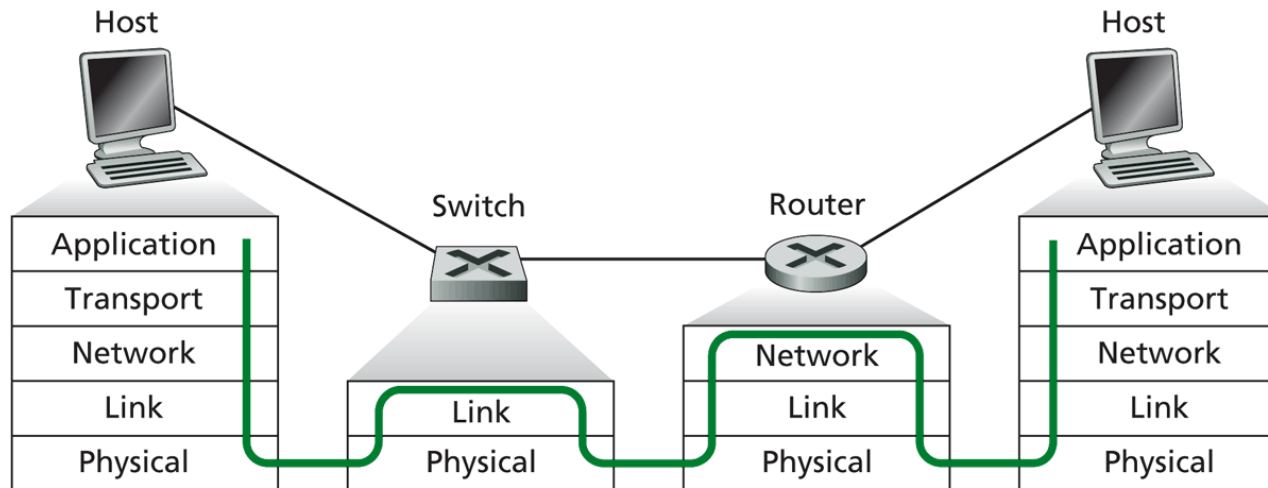 Host
Host
Switch
Router
Application
Transport
Network
Link
Physical
Link
Physical
Network
Link
Physical
Application
Transport
Network
Link
Physical